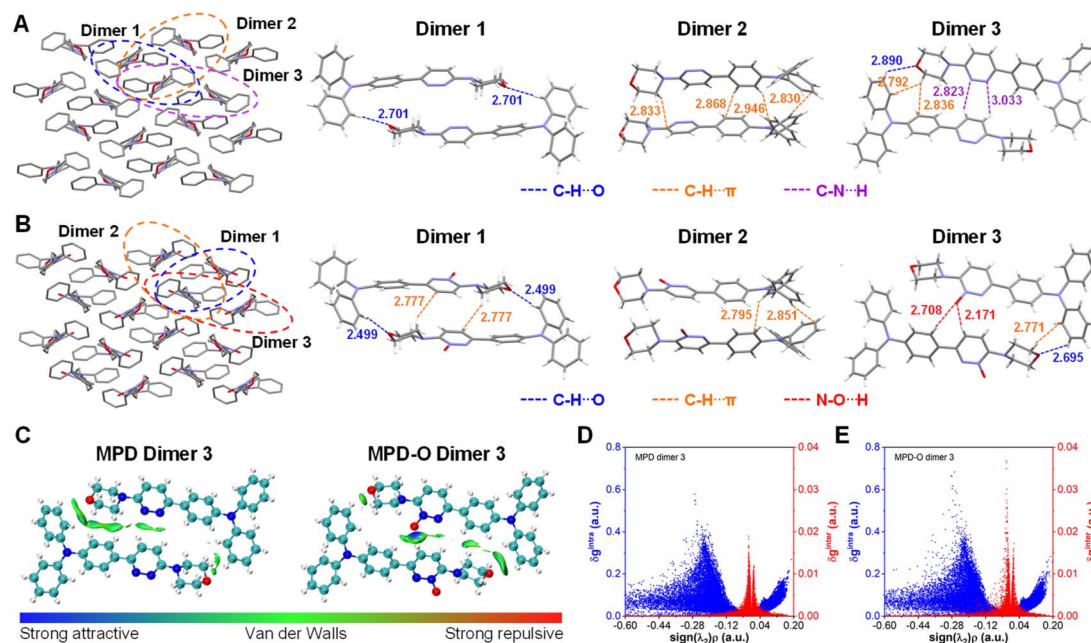 A
Dimer 1
Dimer 2
Dimer 3
Dimer 1
2.701
2.701
Dimer 2
2.833
2.868
2.946
2.830
Dimer 3
2.890
2.792
2.823
2.836
3.033
C-H···O
C-H···π
C-N···H
B
Dimer 2
Dimer 1
Dimer 3
Dimer 1
2.777
2.499
2.499
2.777
Dimer 2
2.795
2.851
Dimer 3
2.708
2.171
2.771
2.695
C-H···O
C-H···π
N-O···H
C
MPD Dimer 3
MPD-O Dimer 3
Strong attractive
Van der Walls
Strong repulsive
D
MPD dimer 3
δg^intra (a.u.)
0.8
0.6
0.4
0.2
0.0
0.04
0.03
0.02
0.01
0.00
δg^inter (a.u.)
-0.60 -0.44 -0.28 -0.12 0.04 0.20
sign(λ₂)ρ (a.u.)
E
MPD-O dimer 3
δg^intra (a.u.)
0.8
0.6
0.4
0.2
0.0
0.04
0.03
0.02
0.01
0.00
δg^inter (a.u.)
-0.60 -0.44 -0.28 -0.12 0.04 0.20
sign(λ₂)ρ (a.u.)